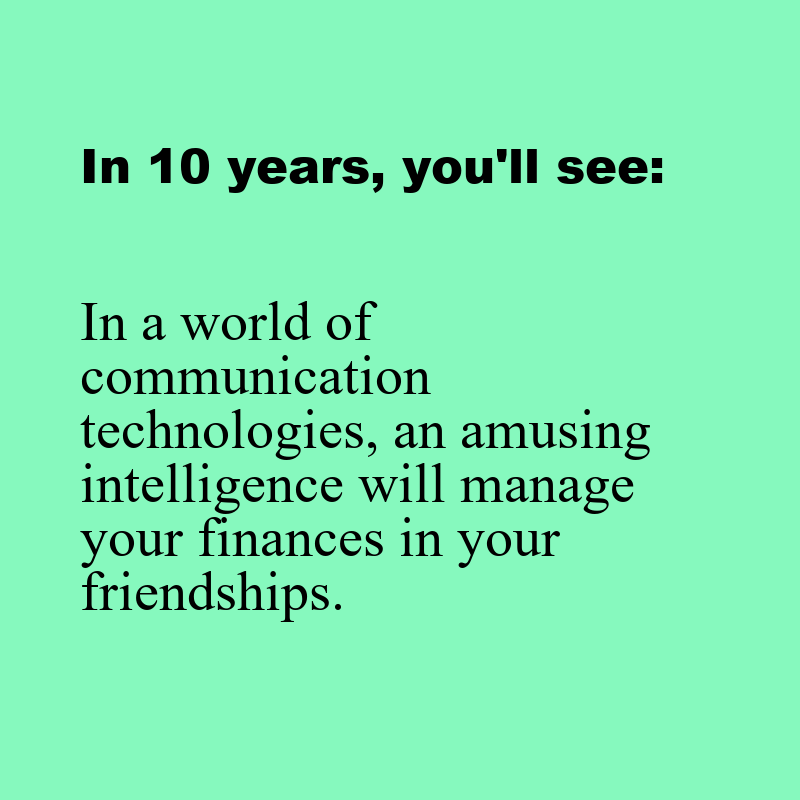 In 10 years, you'll see:
In a world of
communication
technologies, an amusing
intelligence will manage
your finances in your
friendships.